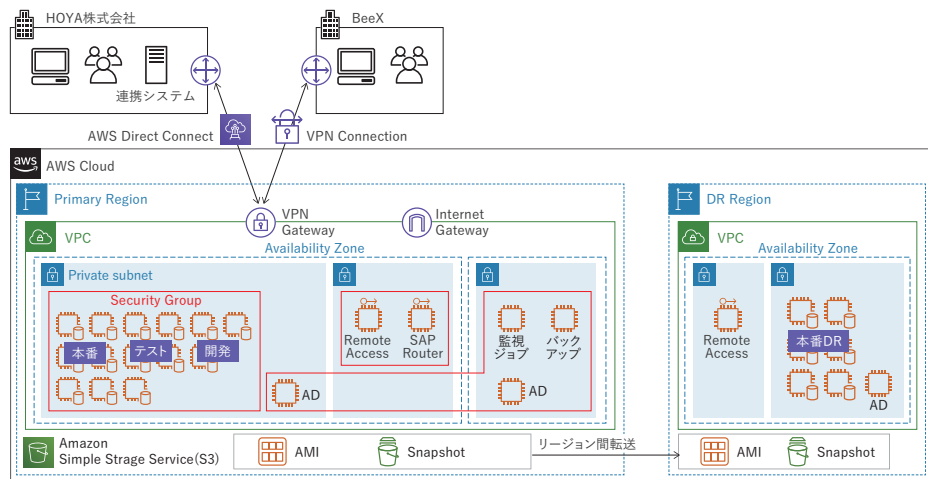 HOYA株式会社
BeeX
連携システム
AWS Direct Connect
VPN Connection
aws
AWS Cloud
Primary Region
DR Region
VPN
Gateway
Internet
Gateway
VPC
VPC
Availability Zone
Availability Zone
Private subnet
Security Group
本番
テスト
開発
Remote
Access
SAP
Router
監視
ジョブ
バック
アップ
AD
AD
Remote
Access
本番DR
AD
Amazon
Simple Strage Service(S3)
AMI
Snapshot
リージョン間転送
AMI
Snapshot